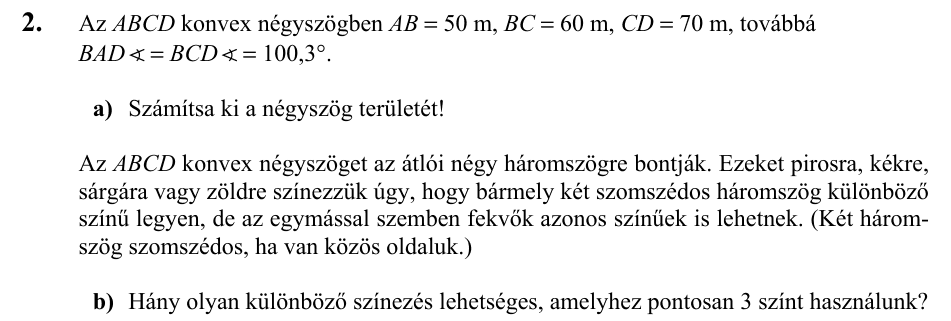 2. Az ABCD konvex négyszögben AB = 50 m, BC = 60 m, CD = 70 m, továbbá
BAD∢ = BCD∢ = 100,3°.
a) Számítsa ki a négyszög területét!
Az ABCD konvex négyszöget az átlói négy háromszögre bontják. Ezeket pirosra, kékre,
sárgára vagy zöldre színezzük úgy, hogy bármely két szomszédos háromszög különböző
színű legyen, de az egymással szemben fekvők azonos színűek is lehetnek. (Két három-
szög szomszédos, ha van közös oldaluk.)
b) Hány olyan különböző színezés lehetséges, amelyhez pontosan 3 színt használunk?